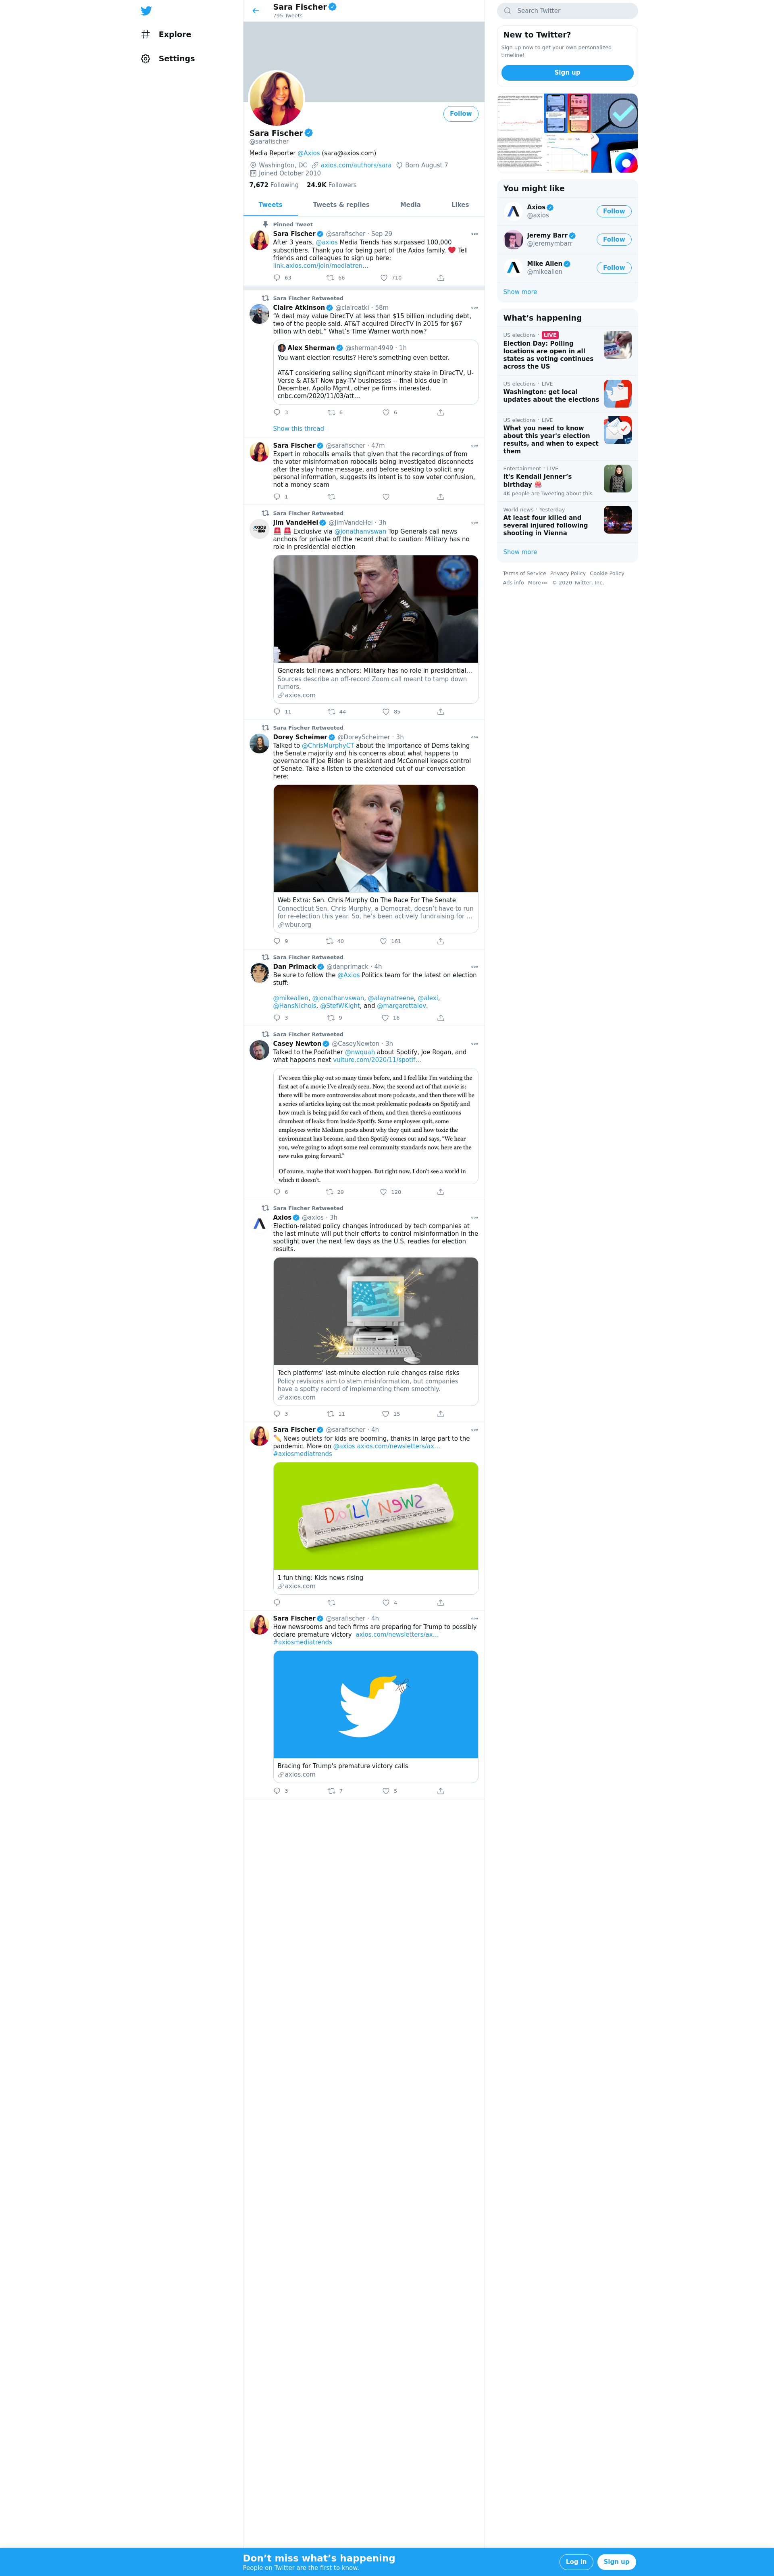 Explore
Settings
Sara Fischer
795 Tweets
Follow
Sara Fischer
@sarafischer
Media Reporter @Axios (sara@axios.com)
Washington, DC axios.com/authors/sara Born August 7
Joined October 2010
7,672 Following 24.9K Followers
Tweets Tweets & replies Media Likes
Pinned Tweet
Sara Fischer @sarafischer · Sep 29
After 3 years, @axios Media Trends has surpassed 100,000
subscribers. Thank you for being part of the Axios family. ❤️ Tell
friends and colleagues to sign up here:
link.axios.com/join/mediatren…
63 66 710
Sara Fischer Retweeted
Claire Atkinson @claireatki · 58m
“A deal may value DirecTV at less than $15 billion including debt,
two of the people said. AT&T acquired DirecTV in 2015 for $67
billion with debt.” What’s Time Warner worth now?
Alex Sherman @sherman4949 · 1h
You want election results? Here's something even better.
AT&T considering selling significant minority stake in DirecTV, U-
Verse & AT&T Now pay-TV businesses -- final bids due in
December. Apollo Mgmt, other pe firms interested.
cnbc.com/2020/11/03/att…
3 6 6
Show this thread
Sara Fischer @sarafischer · 47m
Expert in robocalls emails that given that the recordings of from
the voter misinformation robocalls being investigated disconnects
after the stay home message, and before seeking to solicit any
personal information, suggests its intent is to sow voter confusion,
not a money scam
1
Sara Fischer Retweeted
Jim VandeHei @JimVandeHei · 3h
🚨 🚨 Exclusive via @jonathanvswan Top Generals call news
anchors for private off the record chat to caution: Military has no
role in presidential election
Generals tell news anchors: Military has no role in presidential…
Sources describe an off-record Zoom call meant to tamp down
rumors.
axios.com
11 44 85
Sara Fischer Retweeted
Dorey Scheimer @DoreyScheimer · 3h
Talked to @ChrisMurphyCT about the importance of Dems taking
the Senate majority and his concerns about what happens to
governance if Joe Biden is president and McConnell keeps control
of Senate. Take a listen to the extended cut of our conversation
here:
Web Extra: Sen. Chris Murphy On The Race For The Senate
Connecticut Sen. Chris Murphy, a Democrat, doesn’t have to run
for re-election this year. So, he’s been actively fundraising for …
wbur.org
9 40 161
Sara Fischer Retweeted
Dan Primack @danprimack · 4h
Be sure to follow the @Axios Politics team for the latest on election
stuff:
@mikeallen, @jonathanvswan, @alaynatreene, @alexi,
@HansNichols, @StefWKight, and @margarettalev.
3 9 16
Sara Fischer Retweeted
Casey Newton @CaseyNewton · 3h
Talked to the Podfather @nwquah about Spotify, Joe Rogan, and
what happens next vulture.com/2020/11/spotif…
I've seen this play out so many times before, and I feel like I'm watching the
first act of a movie I've already seen. Now, the second act of that movie is:
there will be more controversies about more podcasts, and then there will be
a series of articles laying out the most problematic podcasts on Spotify and
how much is being paid for each of them, and then there's a continuous
drumbeat of leaks from inside Spotify. Some employees quit, some
employees write Medium posts about why they quit and how toxic the
environment has become, and then Spotify comes out and says, “We hear
you, we're going to adopt some real community standards now, here are the
new rules going forward.”
Of course, maybe that won't happen. But right now, I don't see a world in
which it doesn't.
6 29 120
Sara Fischer Retweeted
Axios @axios · 3h
Election-related policy changes introduced by tech companies at
the last minute will put their efforts to control misinformation in the
spotlight over the next few days as the U.S. readies for election
results.
Tech platforms' last-minute election rule changes raise risks
Policy revisions aim to stem misinformation, but companies
have a spotty record of implementing them smoothly.
axios.com
3 11 15
Sara Fischer @sarafischer · 4h
✏️ News outlets for kids are booming, thanks in large part to the
pandemic. More on @axios axios.com/newsletters/ax…
#axiosmediatrends
DAILY NEWS
1 fun thing: Kids news rising
axios.com
4
Sara Fischer @sarafischer · 4h
How newsrooms and tech firms are preparing for Trump to possibly
declare premature victory axios.com/newsletters/ax…
#axiosmediatrends
Bracing for Trump's premature victory calls
axios.com
3 7 5
Search Twitter
New to Twitter?
Sign up now to get your own personalized
timeline!
Sign up
You might like
Axios
@axios
Follow
Jeremy Barr
@jeremymbarr
Follow
Mike Allen
@mikeallen
Follow
Show more
What’s happening
US elections · LIVE
Election Day: Polling
locations are open in all
states as voting continues
across the US
US elections · LIVE
Washington: get local
updates about the elections
US elections · LIVE
What you need to know
about this year's election
results, and when to expect
them
Entertainment · LIVE
It's Kendall Jenner’s
birthday 🎂
4K people are Tweeting about this
World news · Yesterday
At least four killed and
several injured following
shooting in Vienna
Show more
Terms of Service Privacy Policy Cookie Policy
Ads info More © 2020 Twitter, Inc.
Don’t miss what’s happening
People on Twitter are the first to know.
Log in Sign up